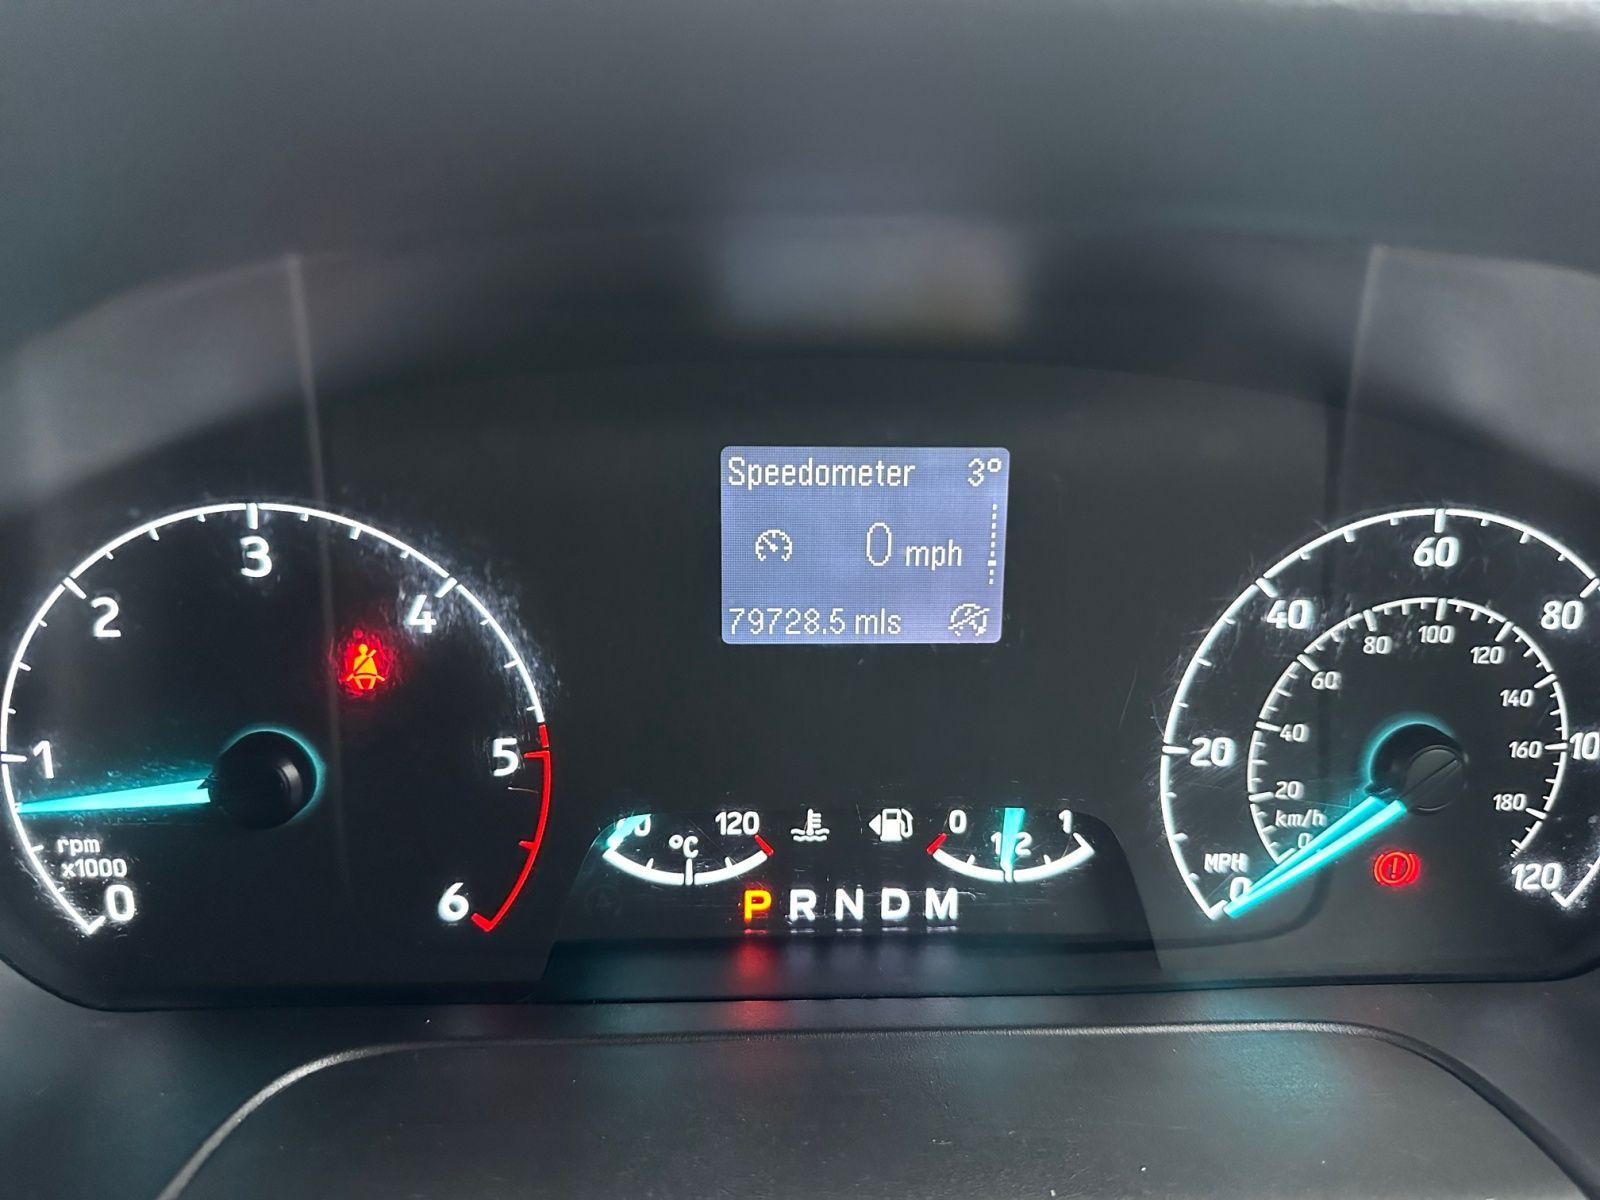 Speedometer 3°
0 mph
79728.5 mls
0 1 2 3 4 5 6
rpm
x1000
120
°C
0 1/2 1
P R N D M
0 20 40 60 80 120
MPH
0 20 40 60 80 100 120 140 160 180
km/h